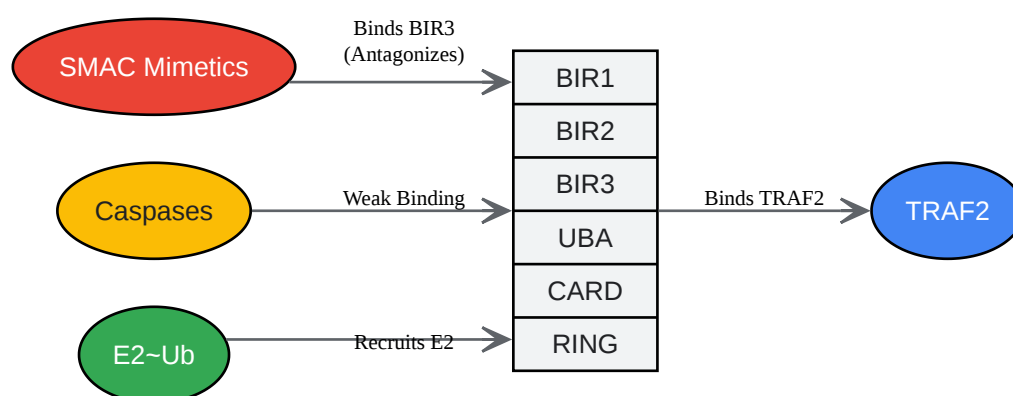 SMAC Mimetics
Binds BIR3
(Antagonizes)
BIR1
BIR2
BIR3
UBA
CARD
RING
Caspases
Weak Binding
Binds TRAF2
TRAF2
E2~Ub
Recruits E2